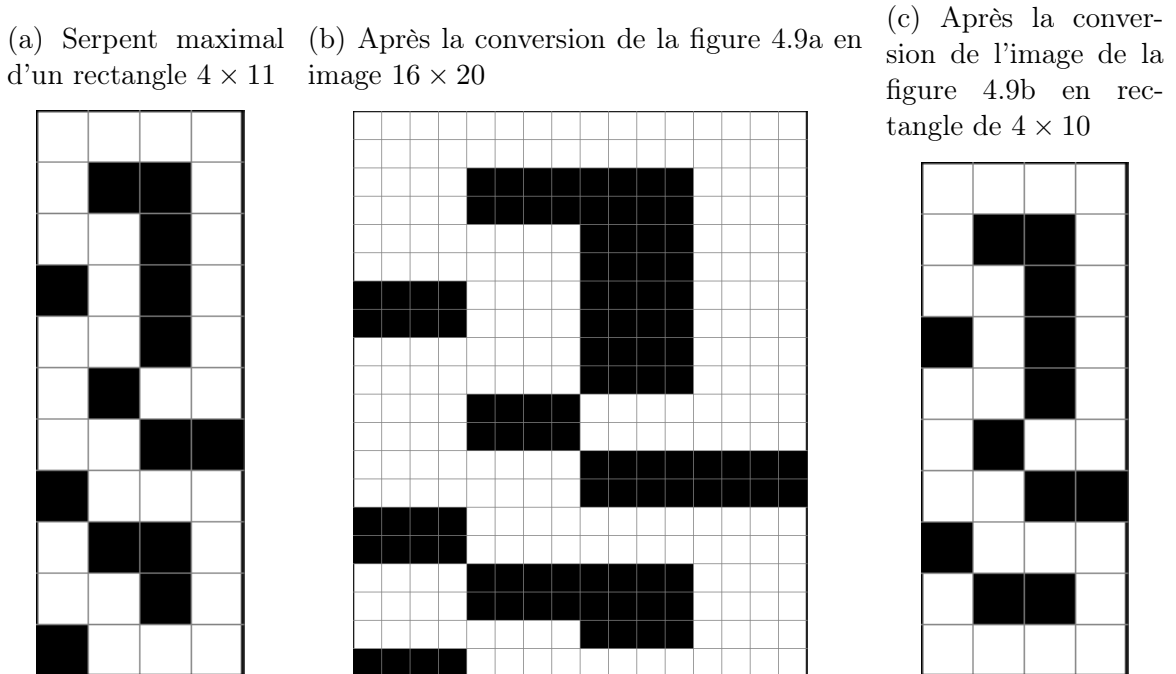 (a) Serpent maximal
d'un rectangle 4 × 11
(b) Après la conversion de la figure 4.9a en
image 16 × 20
(c) Après la conver-
sion de l'image de la
figure 4.9b en rec-
tangle de 4 × 10